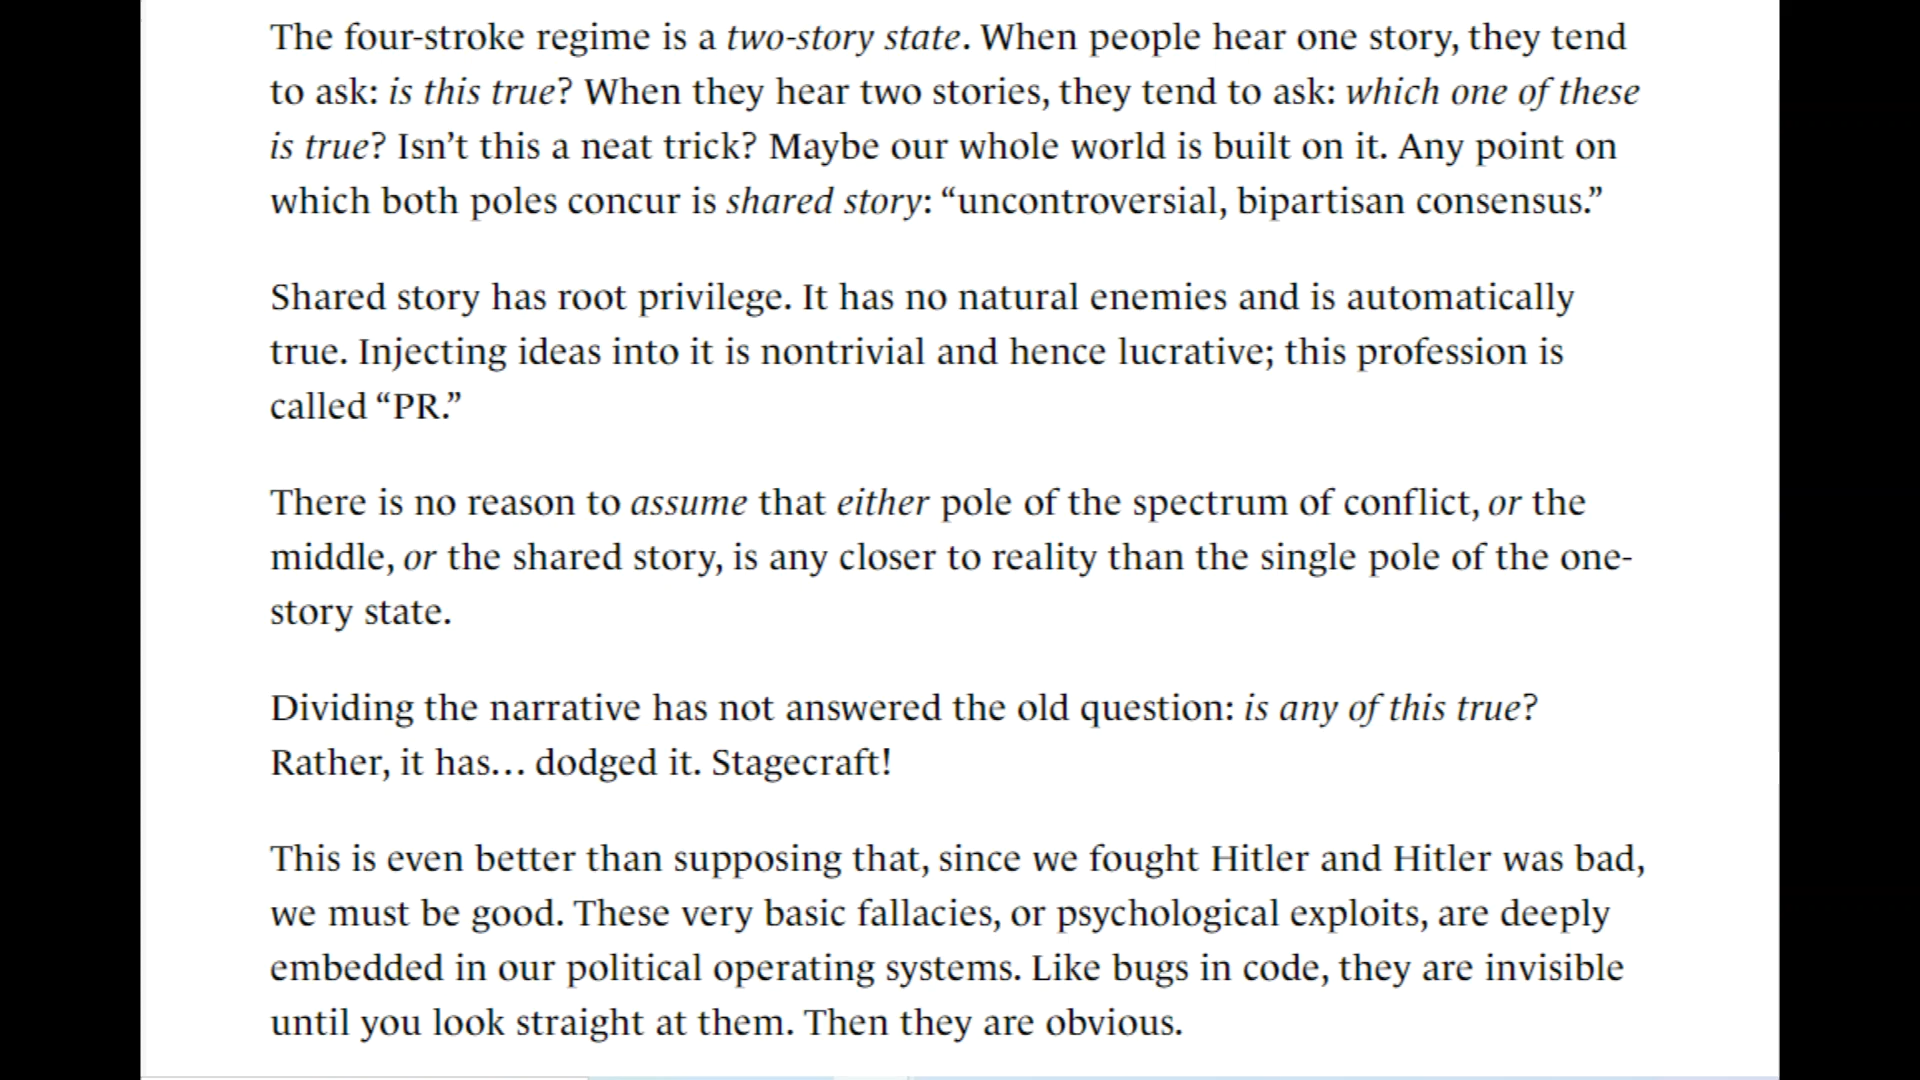 The four-stroke regime is a two-story state. When people hear one story, they tend
to ask: is this true? When they hear two stories, they tend to ask: which one of these
is true? Isn’t this a neat trick? Maybe our whole world is built on it. Any point on
which both poles concur is shared story: “uncontroversial, bipartisan consensus.”
Shared story has root privilege. It has no natural enemies and is automatically
true. Injecting ideas into it is nontrivial and hence lucrative; this profession is
called “PR.”
There is no reason to assume that either pole of the spectrum of conflict, or the
middle, or the shared story, is any closer to reality than the single pole of the one-
story state.
Dividing the narrative has not answered the old question: is any of this true?
Rather, it has… dodged it. Stagecraft!
This is even better than supposing that, since we fought Hitler and Hitler was bad,
we must be good. These very basic fallacies, or psychological exploits, are deeply
embedded in our political operating systems. Like bugs in code, they are invisible
until you look straight at them. Then they are obvious.